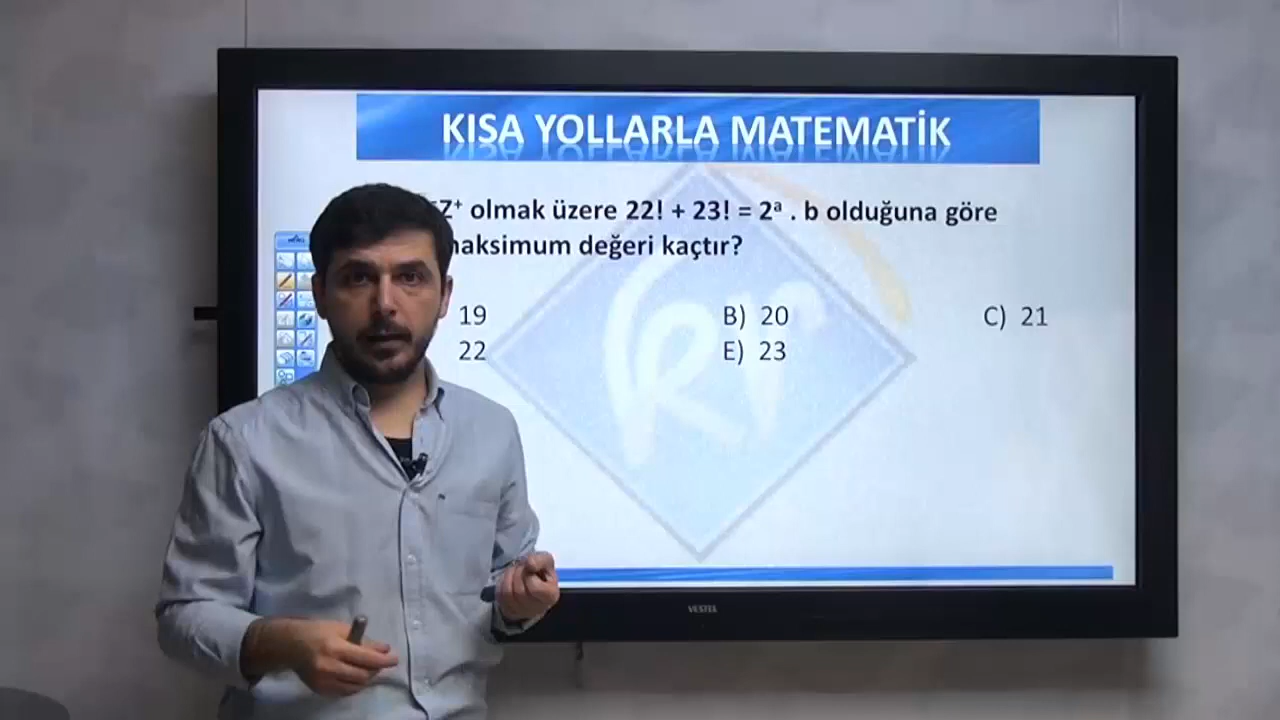 KISA YOLLARLA MATEMATİK
Z⁺ olmak üzere 22! + 23! = 2ᵃ . b olduğuna göre
maksimum değeri kaçtır?
19 B) 20 C) 21
22 E) 23
kr
VESTEL